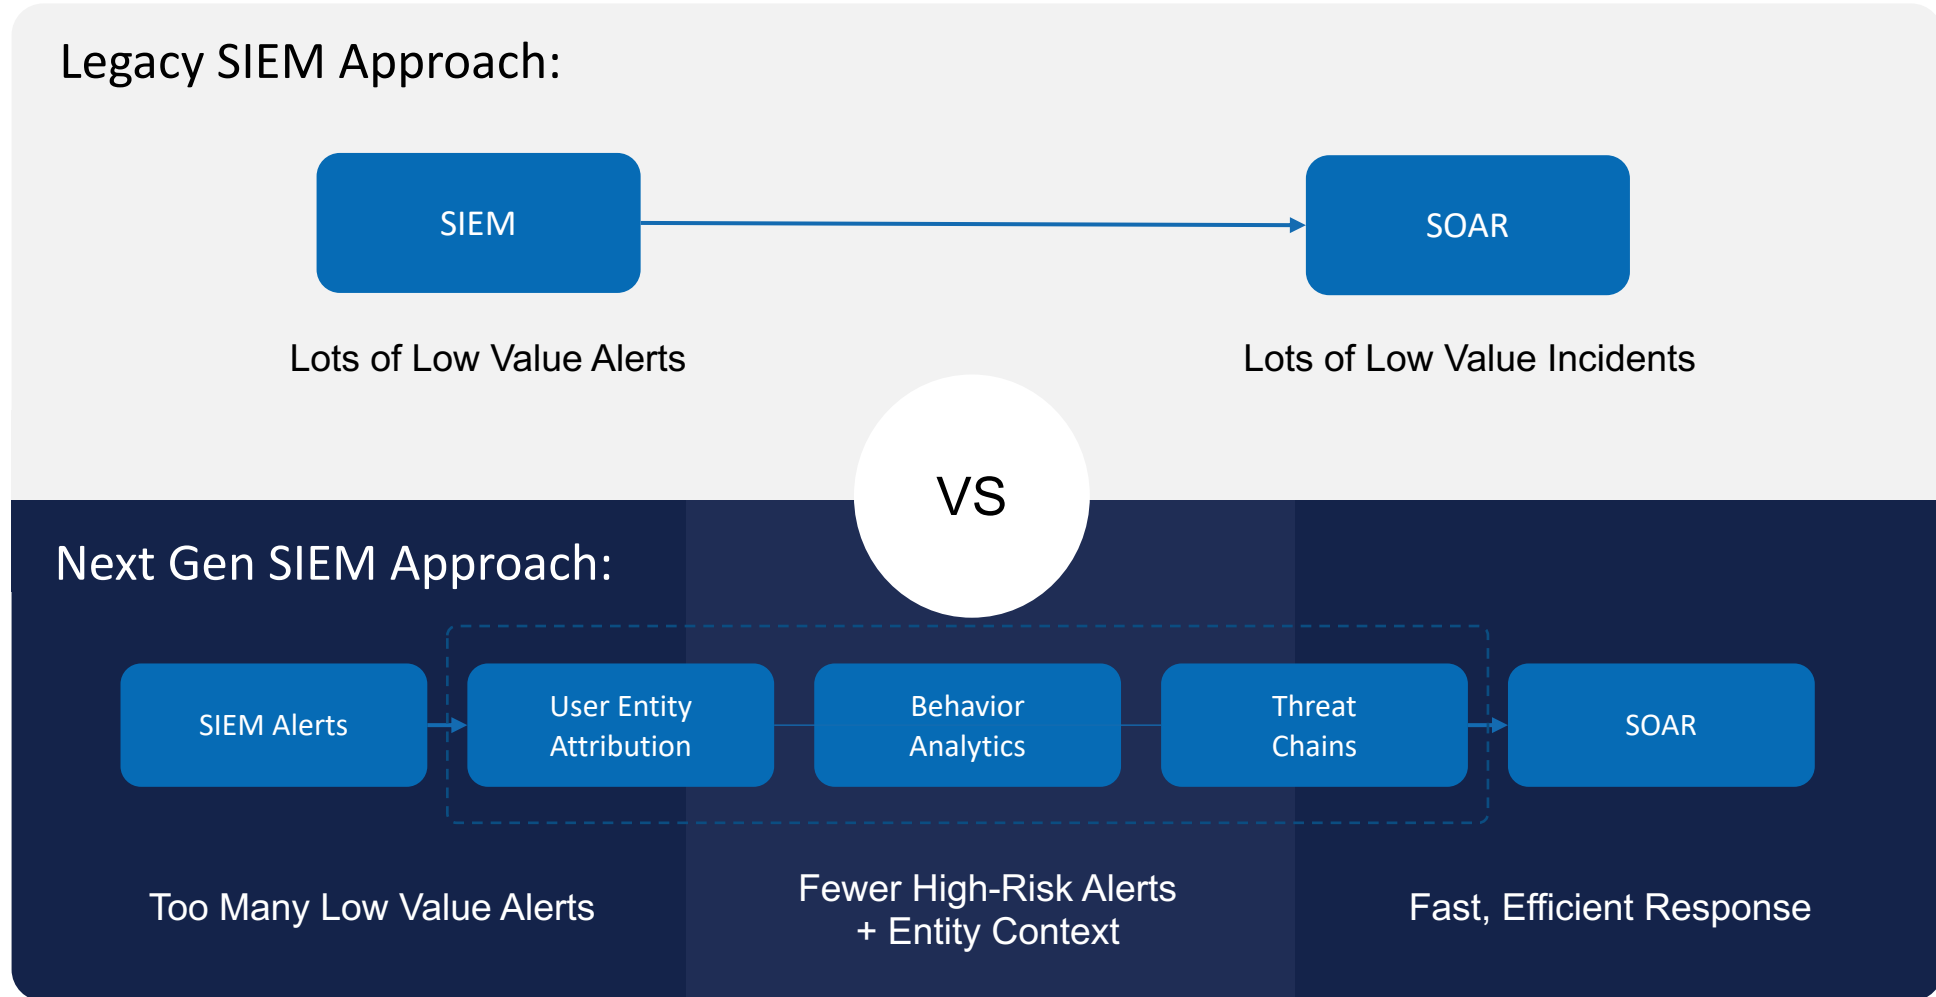 Legacy SIEM Approach:
SIEM
SOAR
Lots of Low Value Alerts
Lots of Low Value Incidents
VS
Next Gen SIEM Approach:
SIEM Alerts
User Entity
Attribution
Behavior
Analytics
Threat
Chains
SOAR
Too Many Low Value Alerts
Fewer High-Risk Alerts
+ Entity Context
Fast, Efficient Response